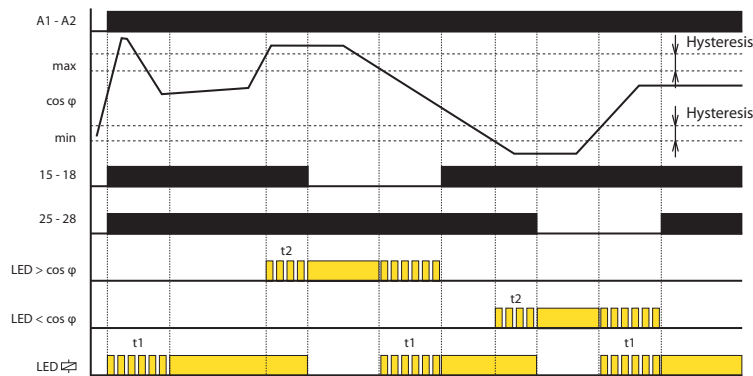 A1 - A2
Hysteresis
max
cos φ
Hysteresis
min
15 - 18
25 - 28
t2
LED > cos φ
t2
LED < cos φ
t1
t1
t1
LED